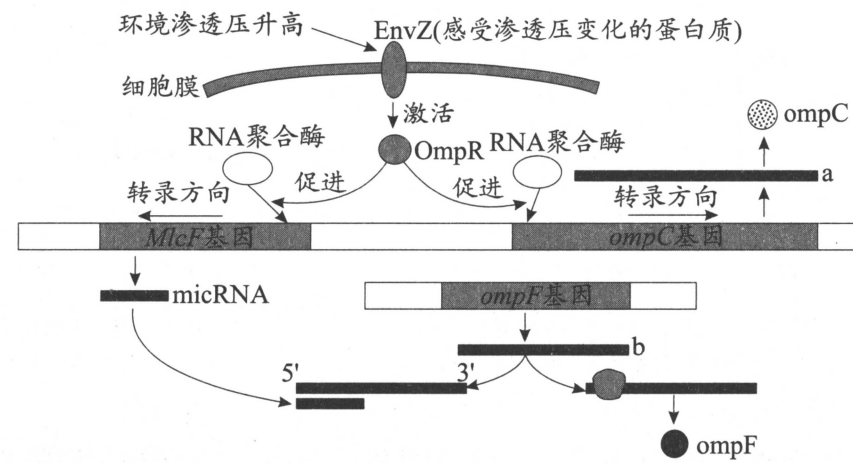 环境渗透压升高
EnvZ(感受渗透压变化的蛋白质)
细胞膜
激活
ompC
RNA聚合酶
OmpR
RNA聚合酶
a
促进
促进
转录方向
转录方向
MlcF基因
ompC基因
micRNA
ompF基因
b
5'
3'
ompF